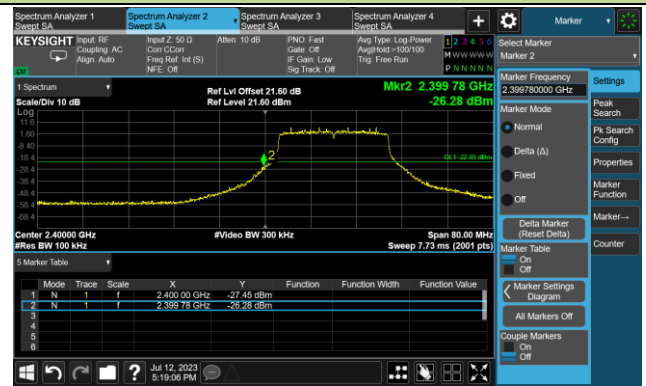 Spectrum Analyzer 1
Swept SA
Spectrum Analyzer 2
Swept SA
Spectrum Analyzer 3
Swept SA
Spectrum Analyzer 4
Swept SA
+
Marker
KEYSIGHT
Input: RF
Coupling: AC
Align: Auto
Input Z: 50 Ω
Corr CCorr
Freq Ref: Int (S)
NFE: Off
Atten: 10 dB
PNO: Fast
Gate: Off
IF Gain: Low
Sig Track: Off
Avg Type: Log-Power
Avg|Hold:>100/100
Trig: Free Run
1 2 3 4 5 6
M W W W W W
P N N N N N
LXI
Select Marker
Marker 2
1 Spectrum
Scale/Div 10 dB
Ref Lvl Offset 21.60 dB
Ref Level 21.60 dBm
Mkr2 2.399 78 GHz
-26.28 dBm
Log
11.6
1.60
-8.40
-18.4
-28.4
-38.4
-48.4
-58.4
-68.4
2
DL1 -22.05 dBm
Center 2.40000 GHz
#Res BW 100 kHz
#Video BW 300 kHz
Span 80.00 MHz
Sweep 7.73 ms (2001 pts)
5 Marker Table
Mode Trace Scale X Y Function Function Width Function Value
1 N 1 f 2.400 00 GHz -27.45 dBm
2 N 1 f 2.399 78 GHz -26.28 dBm
3
4
5
6
Marker Frequency
2.399780000 GHz
Marker Mode
Normal
Delta (Δ)
Fixed
Off
Delta Marker
(Reset Delta)
Marker Table
On
Off
Marker Settings
Diagram
All Markers Off
Couple Markers
On
Off
Settings
Peak
Search
Pk Search
Config
Properties
Marker
Function
Marker→
Counter
?
Jul 12, 2023
5:19:06 PM